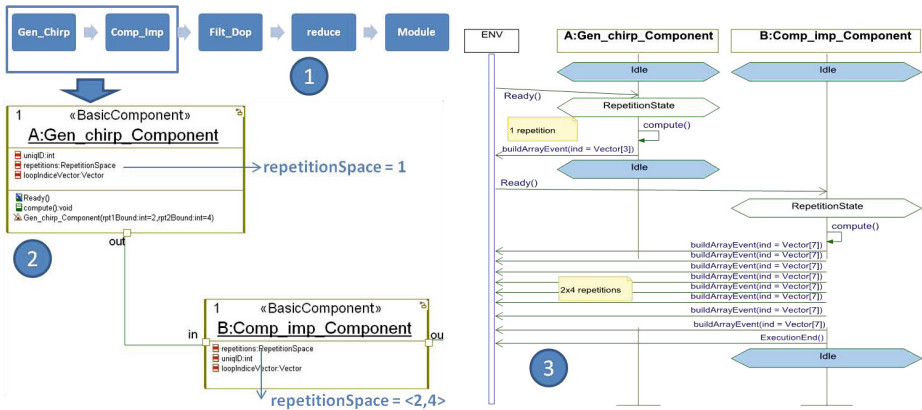 Gen_Chirp
Comp_Imp
Filt_Dop
reduce
Module
1
1 «BasicComponent»
A:Gen_chirp_Component
uniqID:int
repetitions:RepetitionSpace
loopIndiceVector:Vector
repetitionSpace = 1
Ready()
compute():void
Gen_chirp_Component(rpt1Bound:int=2,rpt2Bound:int=4)
out
2
1 «BasicComponent»
B:Comp_imp_Component
in
ou
repetitions:RepetitionSpace
uniqID:int
loopIndiceVector:Vector
repetitionSpace = <2,4>
ENV
A:Gen_chirp_Component
B:Comp_imp_Component
Idle
Idle
Ready()
RepetitionState
1 repetition
compute()
buildArrayEvent(ind = Vector[3])
Idle
Ready()
RepetitionState
compute()
buildArrayEvent(ind = Vector[7])
buildArrayEvent(ind = Vector[7])
buildArrayEvent(ind = Vector[7])
buildArrayEvent(ind = Vector[7])
2x4 repetitions
buildArrayEvent(ind = Vector[7])
buildArrayEvent(ind = Vector[7])
buildArrayEvent(ind = Vector[7])
buildArrayEvent(ind = Vector[7])
ExecutionEnd()
3
Idle